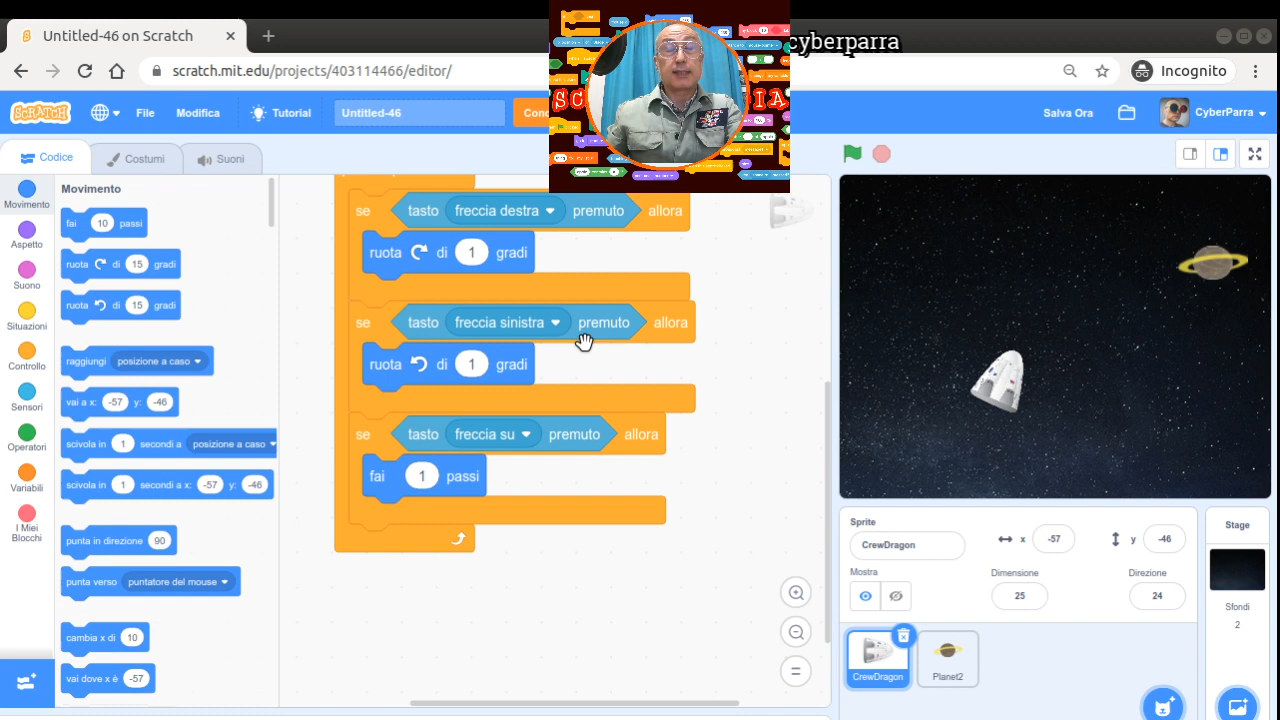 Untitled-46 on Scratch
cyberparra
scratch.mit.edu/projects/403114466/editor/
Incognito
SCRATCH
File
Modifica
Tutorial
Untitled-46
Salva Ora
CyberParra
Codice
Costumi
Suoni
Movimento
Aspetto
Suono
Situazioni
Controllo
Sensori
Operatori
Variabili
I Miei
Blocchi
Movimento
fai 10 passi
ruota di 15 gradi
ruota di 15 gradi
raggiungi posizione a caso
vai a x: -57 y: -46
scivola in 1 secondi a posizione a caso
scivola in 1 secondi a x: -57 y: -46
punta in direzione 90
punta verso puntatore del mouse
cambia x di 10
vai dove x è -57
se tasto freccia destra premuto allora
ruota di 1 gradi
se tasto freccia sinistra premuto allora
ruota di 1 gradi
se tasto freccia su premuto allora
fai 1 passi
Sprite
CrewDragon
x -57
y -46
Mostra
Dimensione
25
Direzione
24
CrewDragon
Planet2
Stage
Sfondi
2